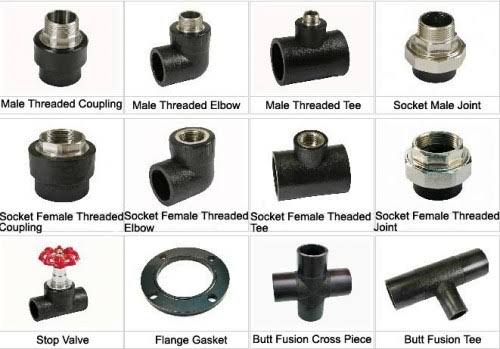 Male Threaded Coupling
Male Threaded Elbow
Male Threaded Tee
Socket Male Joint
Socket Female Threaded
Coupling
Socket Female Threaded
Elbow
Socket Female Theaded
Tee
Socket Female Threaded
Joint
Stop Valve
Flange Gasket
Butt Fusion Cross Piece
Butt Fusion Tee